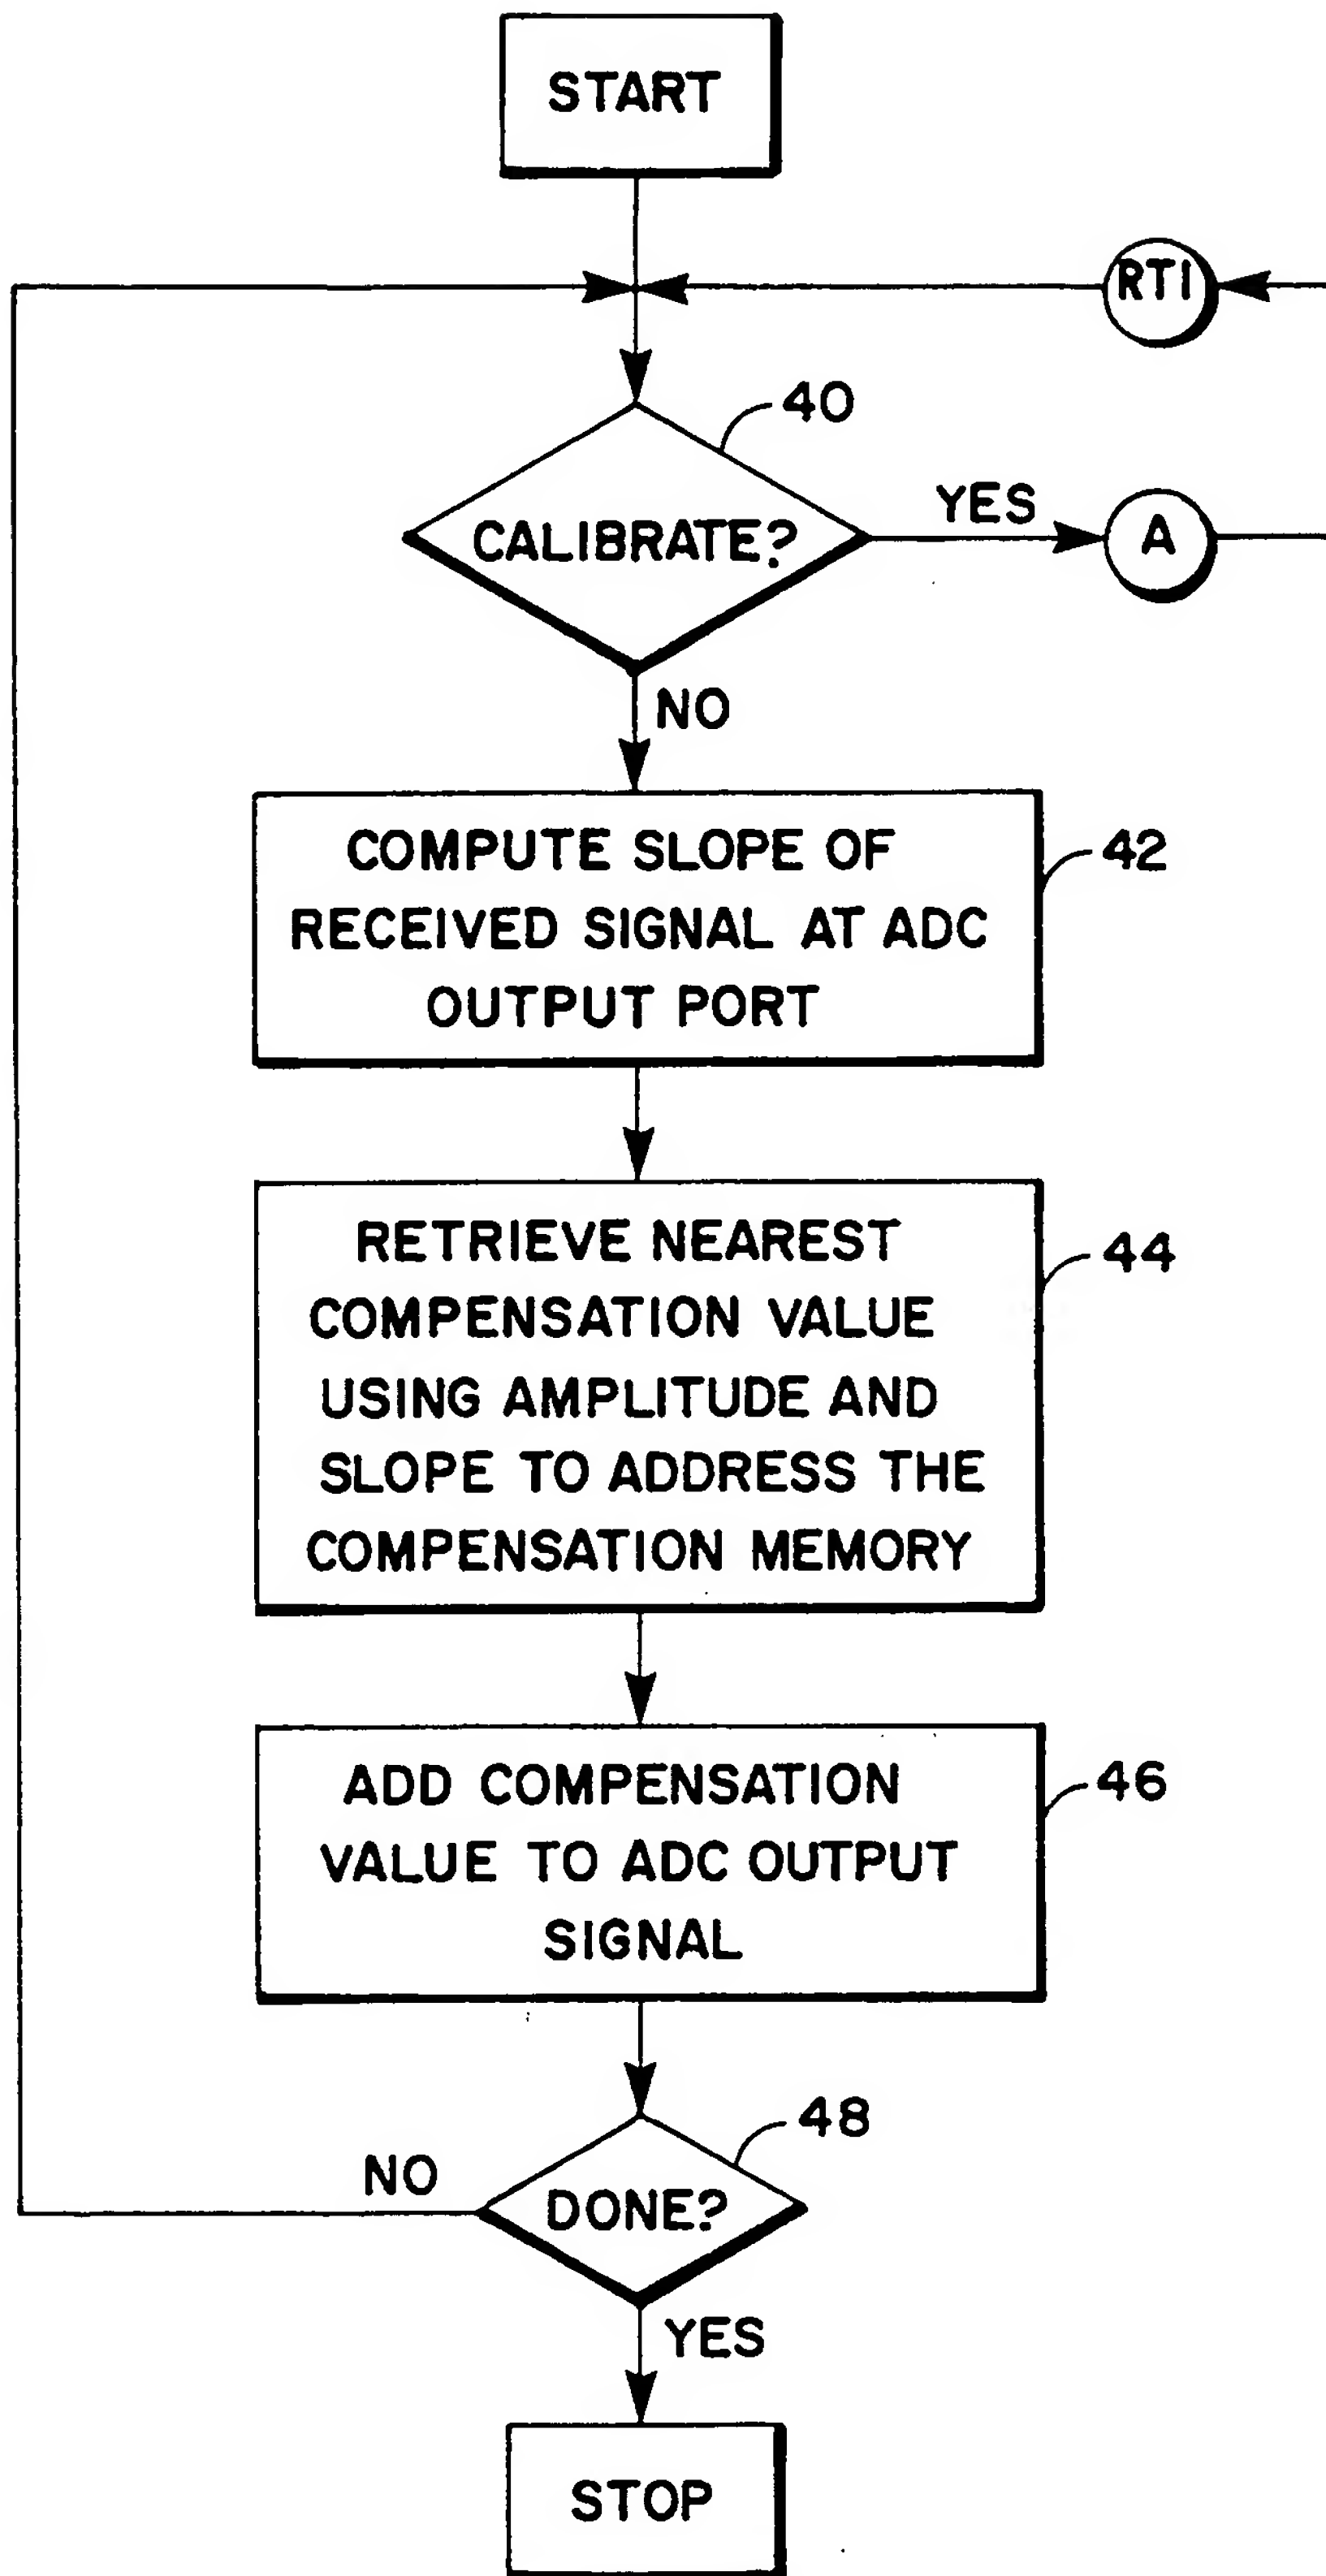 START
RTI
40
CALIBRATE?
YES
A
NO
COMPUTE SLOPE OF
RECEIVED SIGNAL AT ADC
OUTPUT PORT
42
RETRIEVE NEAREST
COMPENSATION VALUE
USING AMPLITUDE AND
SLOPE TO ADDRESS THE
COMPENSATION MEMORY
44
ADD COMPENSATION
VALUE TO ADC OUTPUT
SIGNAL
46
48
NO
DONE?
YES
STOP